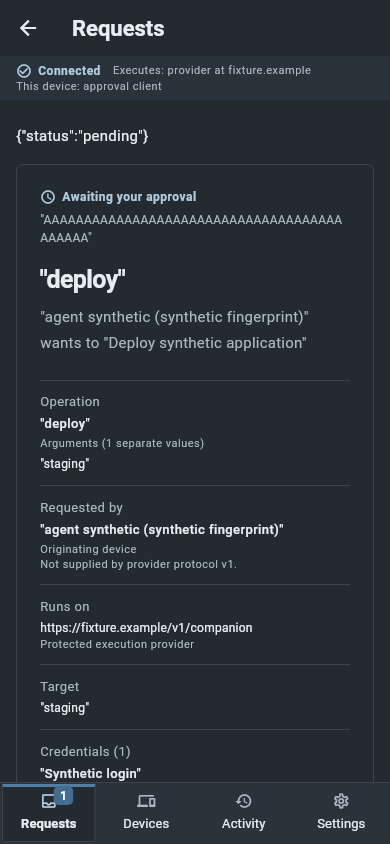 Requests
Connected Executes: provider at fixture.example
This device: approval client
{"status":"pending"}
Awaiting your approval
"AAAAAAAAAAAAAAAAAAAAAAAAAAAAAAAAAAAAA
AAAAAA"
"deploy"
"agent synthetic (synthetic fingerprint)"
wants to "Deploy synthetic application"
Operation
"deploy"
Arguments (1 separate values)
"staging"
Requested by
"agent synthetic (synthetic fingerprint)"
Originating device
Not supplied by provider protocol v1.
Runs on
https://fixture.example/v1/companion
Protected execution provider
Target
"staging"
Credentials (1)
"Synthetic login"
1
Requests Devices Activity Settings